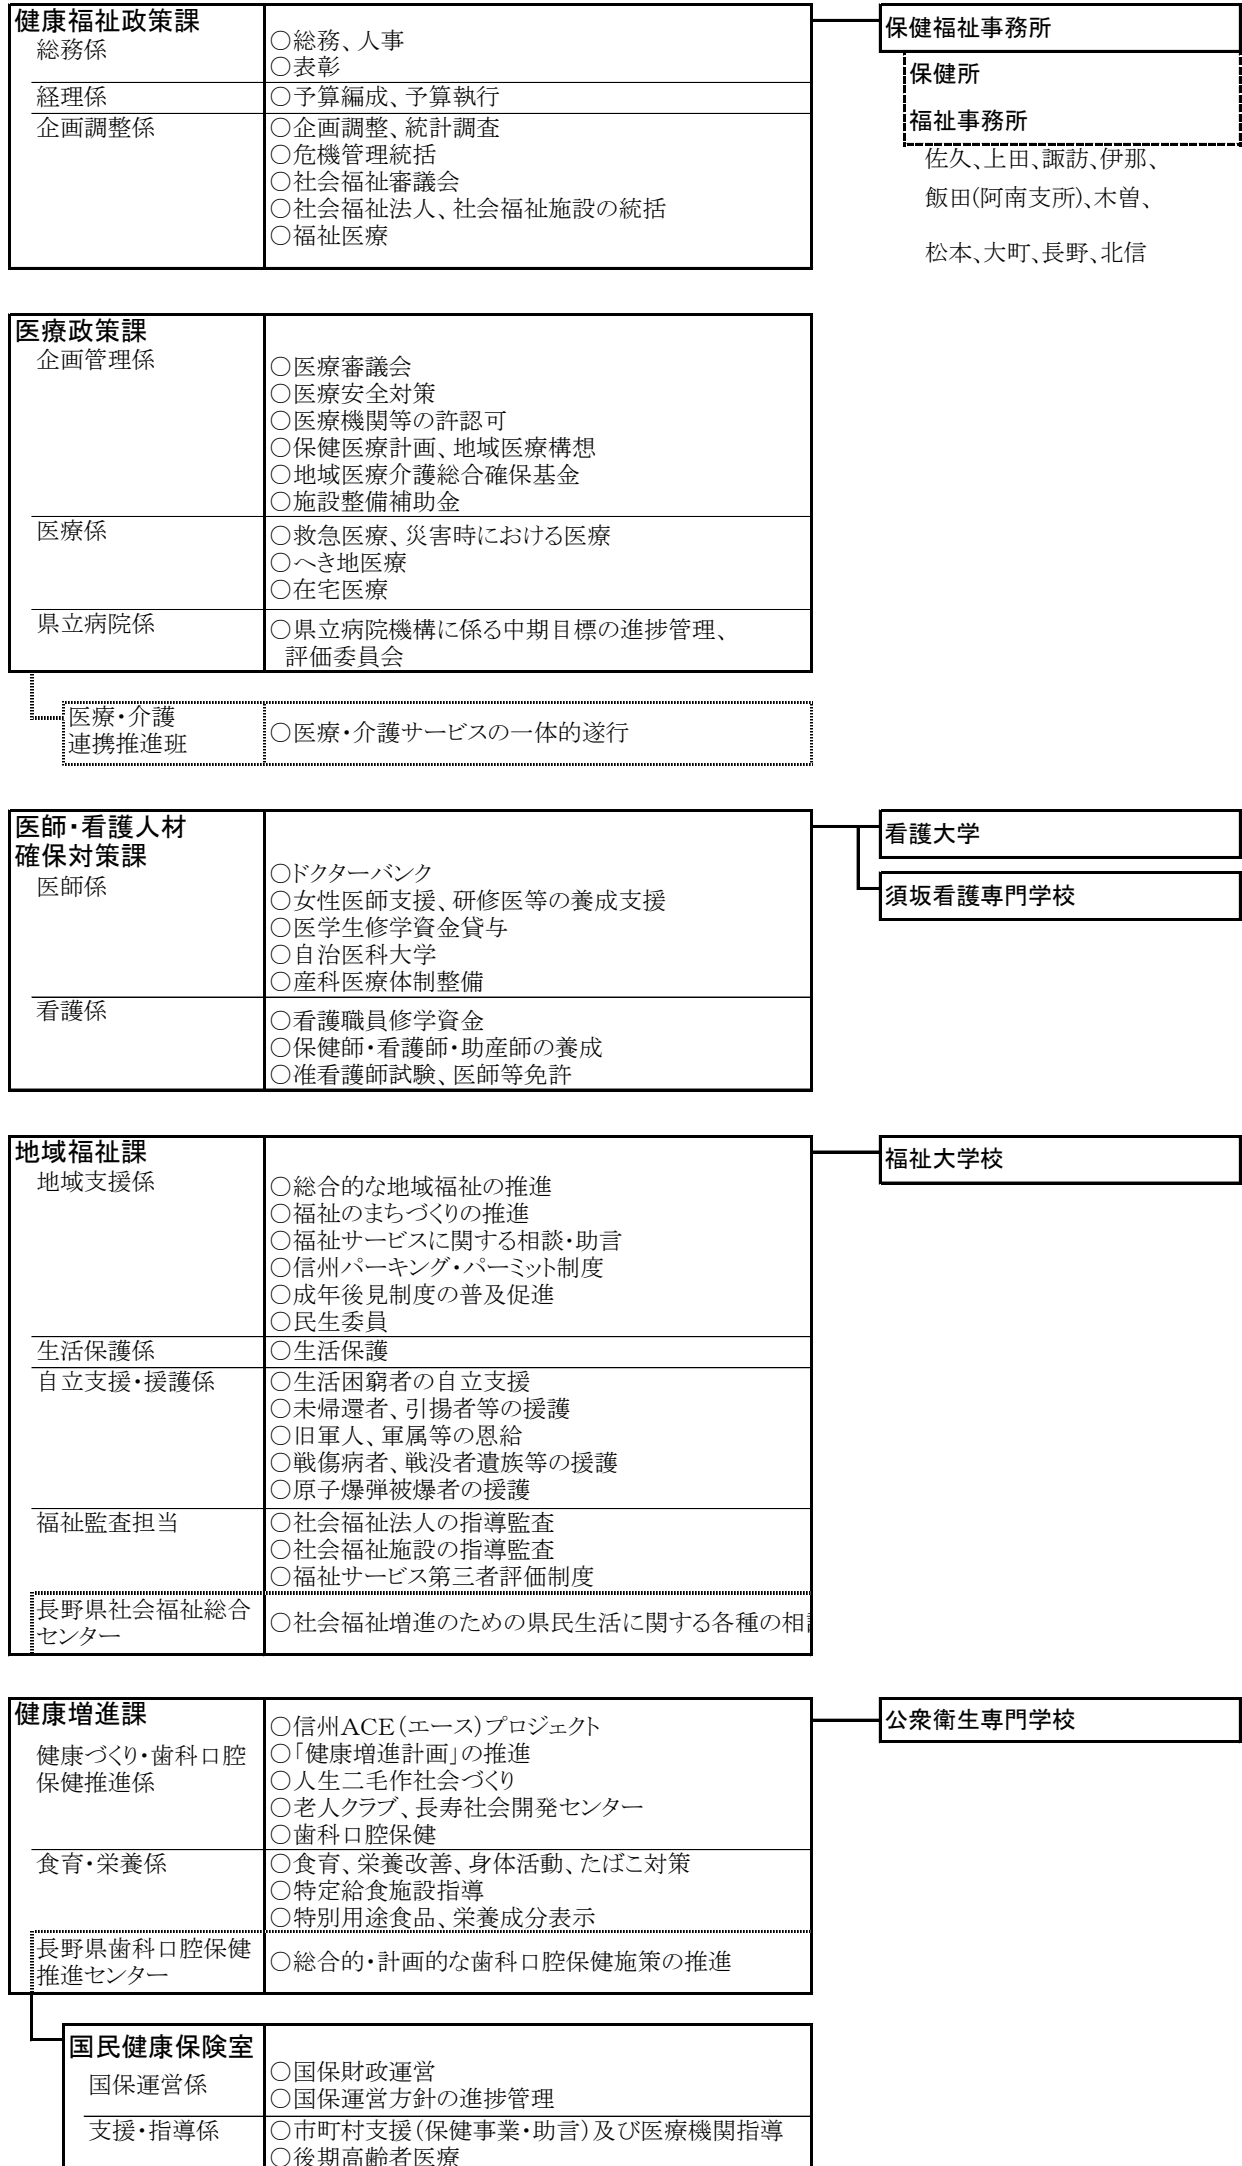 健康福祉政策課
総務係
○総務、人事
○表彰
経理係
○予算編成、予算執行
企画調整係
○企画調整、統計調査
○危機管理統括
○社会福祉審議会
○社会福祉法人、社会福祉施設の統括
○福祉医療
保健福祉事務所
保健所
福祉事務所
佐久、上田、諏訪、伊那、
飯田(阿南支所)、木曽、
松本、大町、長野、北信
医療政策課
企画管理係
○医療審議会
○医療安全対策
○医療機関等の許認可
○保健医療計画、地域医療構想
○地域医療介護総合確保基金
○施設整備補助金
医療係
○救急医療、災害時における医療
○へき地医療
○在宅医療
県立病院係
○県立病院機構に係る中期目標の進捗管理、
評価委員会
医療・介護
連携推進班
○医療・介護サービスの一体的遂行
医師・看護人材
確保対策課
医師係
○ドクターバンク
○女性医師支援、研修医等の養成支援
○医学生修学資金貸与
○自治医科大学
○産科医療体制整備
看護係
○看護職員修学資金
○保健師・看護師・助産師の養成
○准看護師試験、医師等免許
看護大学
須坂看護専門学校
地域福祉課
地域支援係
○総合的な地域福祉の推進
○福祉のまちづくりの推進
○福祉サービスに関する相談・助言
○信州パーキング・パーミット制度
○成年後見制度の普及促進
○民生委員
生活保護係
○生活保護
自立支援・援護係
○生活困窮者の自立支援
○未帰還者、引揚者等の援護
○旧軍人、軍属等の恩給
○戦傷病者、戦没者遺族等の援護
○原子爆弾被爆者の援護
福祉監査担当
○社会福祉法人の指導監査
○社会福祉施設の指導監査
○福祉サービス第三者評価制度
長野県社会福祉総合
センター
○社会福祉増進のための県民生活に関する各種の相
福祉大学校
健康増進課
健康づくり・歯科口腔
保健推進係
○信州ACE（エース）プロジェクト
○「健康増進計画」の推進
○人生二毛作社会づくり
○老人クラブ、長寿社会開発センター
○歯科口腔保健
食育・栄養係
○食育、栄養改善、身体活動、たばこ対策
○特定給食施設指導
○特別用途食品、栄養成分表示
長野県歯科口腔保健
推進センター
○総合的・計画的な歯科口腔保健施策の推進
公衆衛生専門学校
国民健康保険室
国保運営係
○国保財政運営
○国保運営方針の進捗管理
支援・指導係
○市町村支援（保健事業・助言）及び医療機関指導
○後期高齢者医療